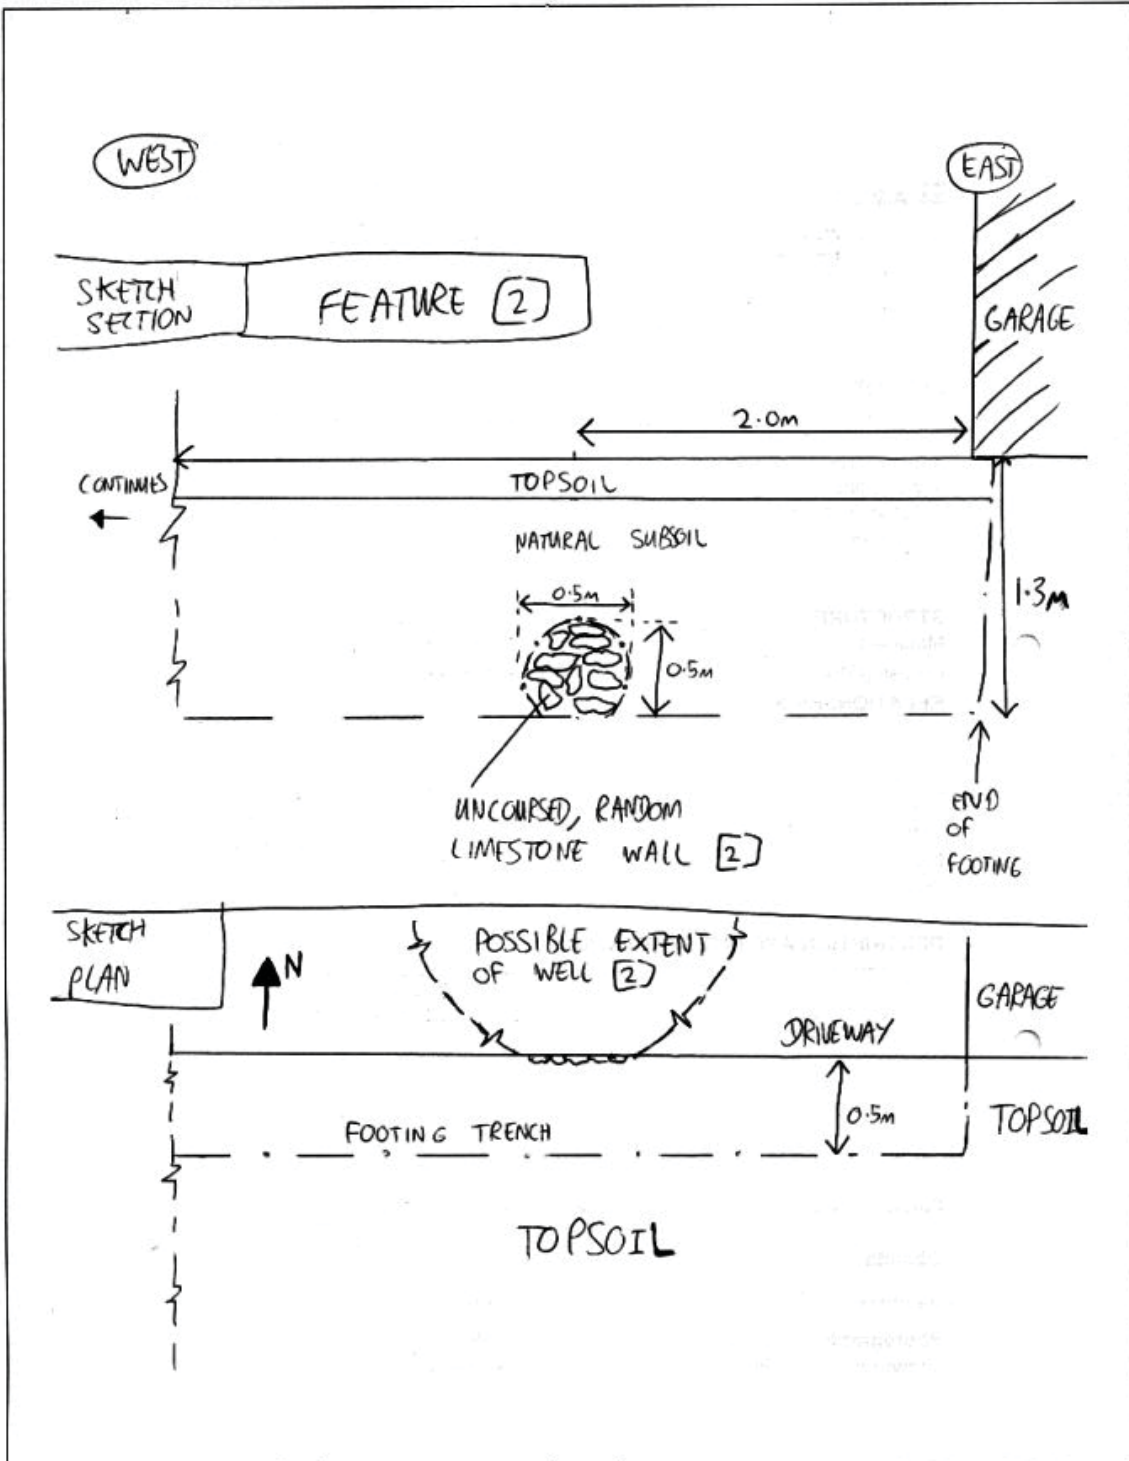 WEST
EAST
SKETCH
SECTION
FEATURE [2]
GARAGE
2.0m
CONTINUES
TOPSOIL
NATURAL SUBSOIL
0.5m
1.3m
0.5m
UNCOURSED, RANDOM
LIMESTONE WALL [2]
END
OF
FOOTING
SKETCH
PLAN
N
POSSIBLE EXTENT
OF WELL [2]
GARAGE
DRIVEWAY
0.5m
TOPSOIL
FOOTING TRENCH
TOPSOIL